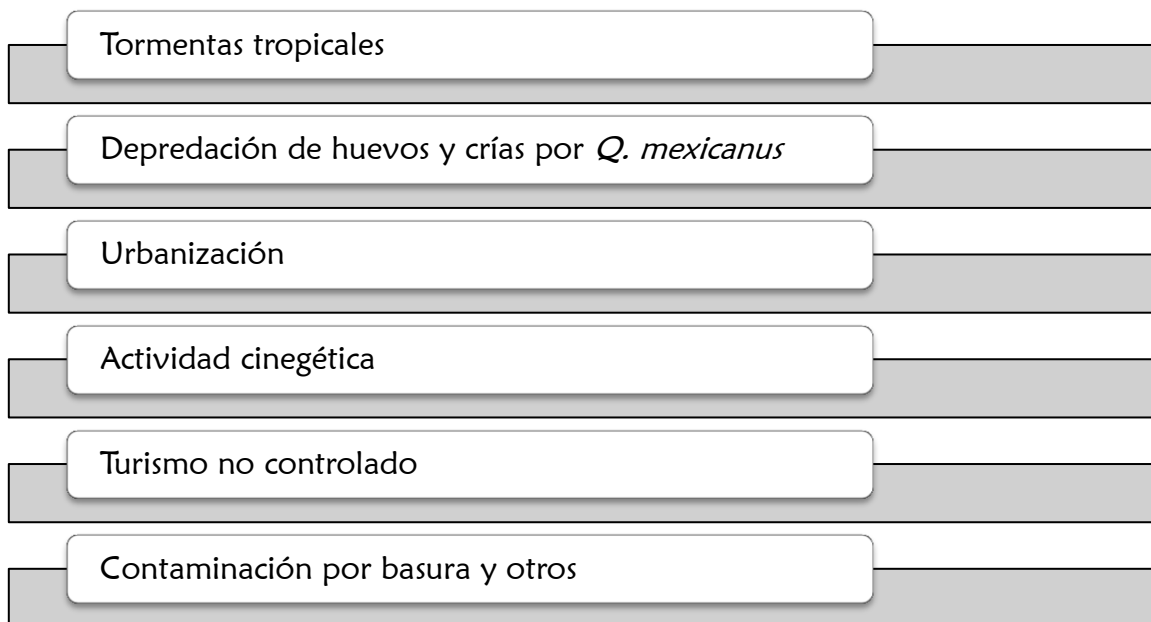 Tormentas tropicales
Depredación de huevos y crías por Q. mexicanus
Urbanización
Actividad cinegética
Turismo no controlado
Contaminación por basura y otros